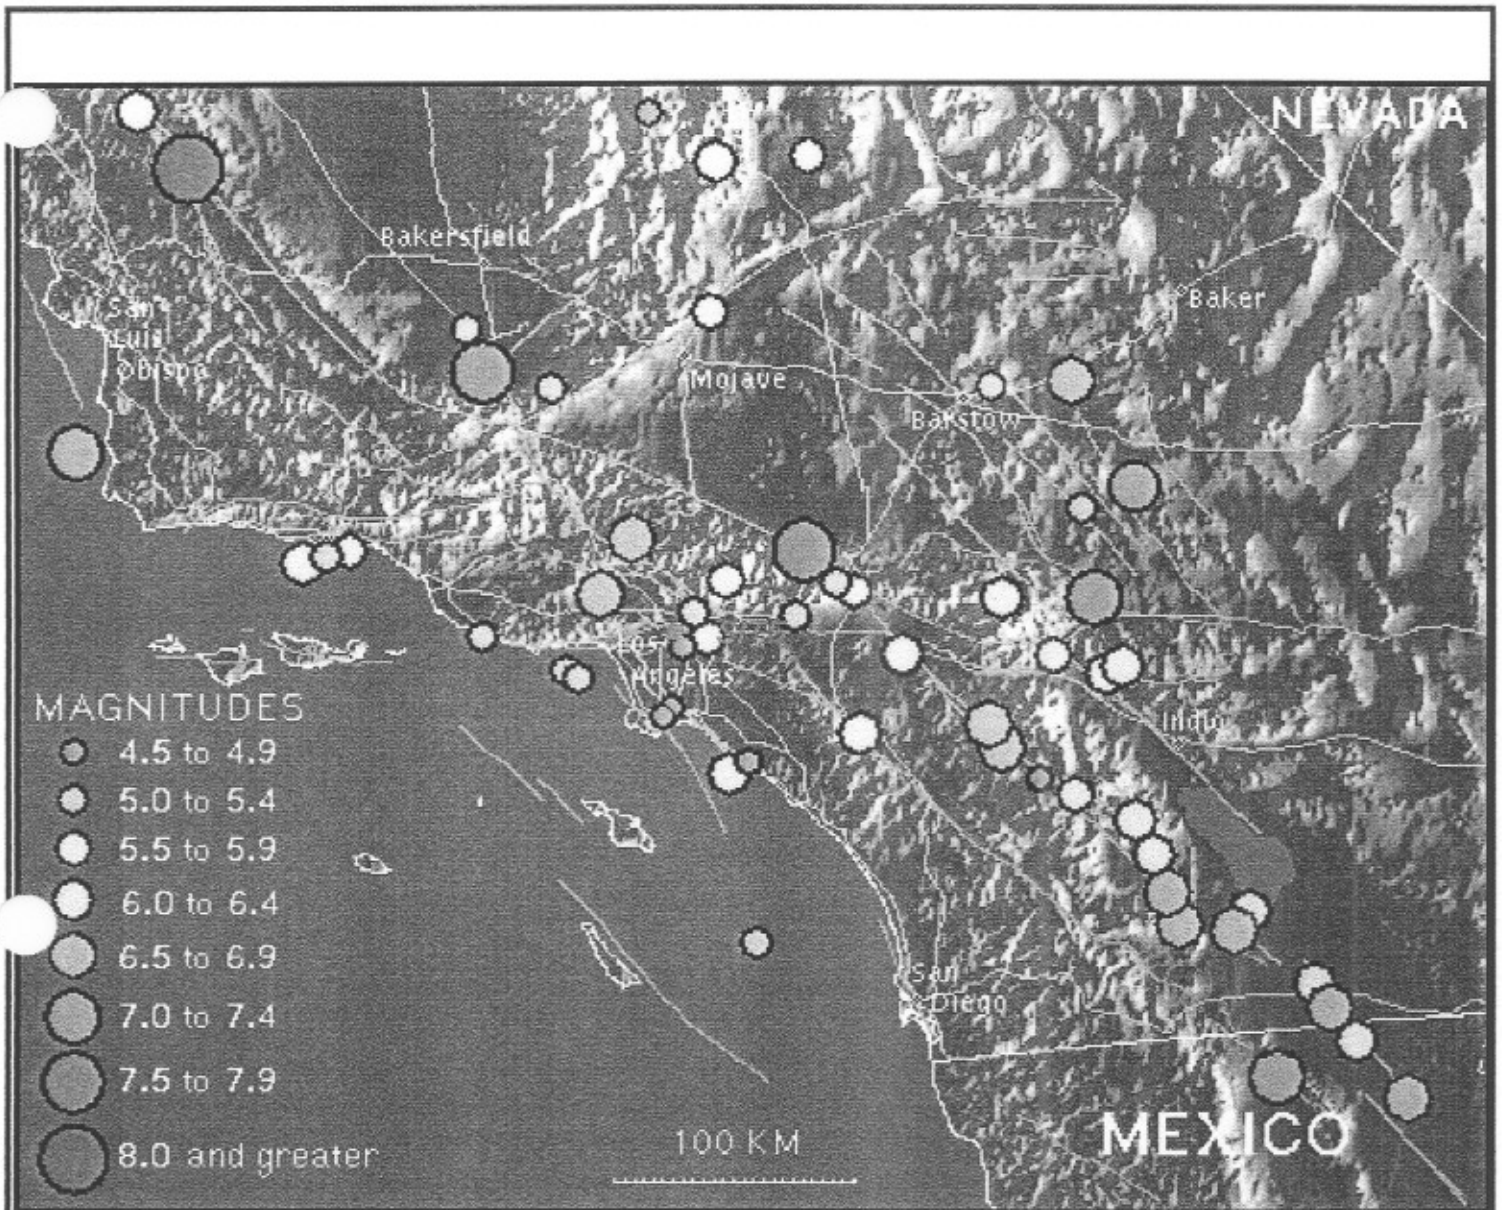 NEVADA
Bakersfield
Baker
San
Luis
Obispo
Mojave
Barstow
Los
Angeles
Indio
MAGNITUDES
4.5 to 4.9
5.0 to 5.4
5.5 to 5.9
6.0 to 6.4
6.5 to 6.9
7.0 to 7.4
7.5 to 7.9
8.0 and greater
San
Diego
100 KM
MEXICO